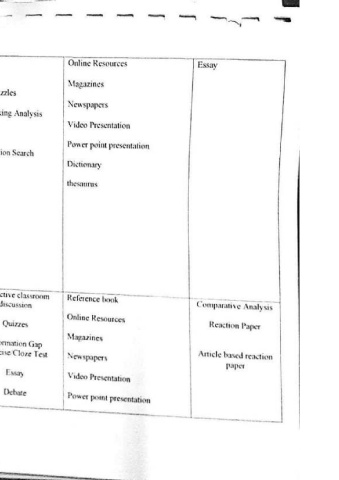 Online Resources
Essay
Magazines
zzles
Newspapers
ing Analysis
Video Presentation
Power point presentation
ion Search
Dictionary
thesaurus
ctive classroom
discussion
Reference book
Comparative Analysis
Online Resources
Quizzes
Reaction Paper
Magazines
ormation Gap
Cloze Test
Newspapers
Article based reaction
paper
Essay
Video Presentation
Debate
Power point presentation